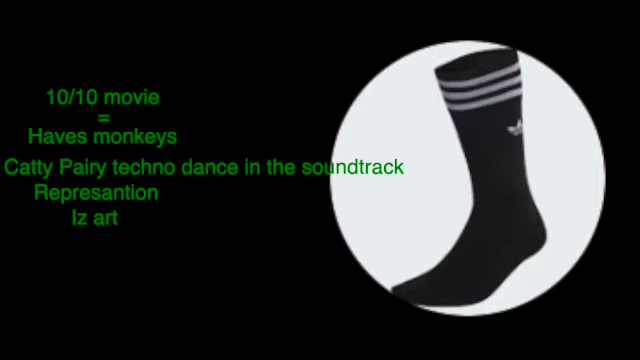 10/10 movie
=
Haves monkeys
Catty Pairy techno dance in the soundtrack
Represantion
Iz art